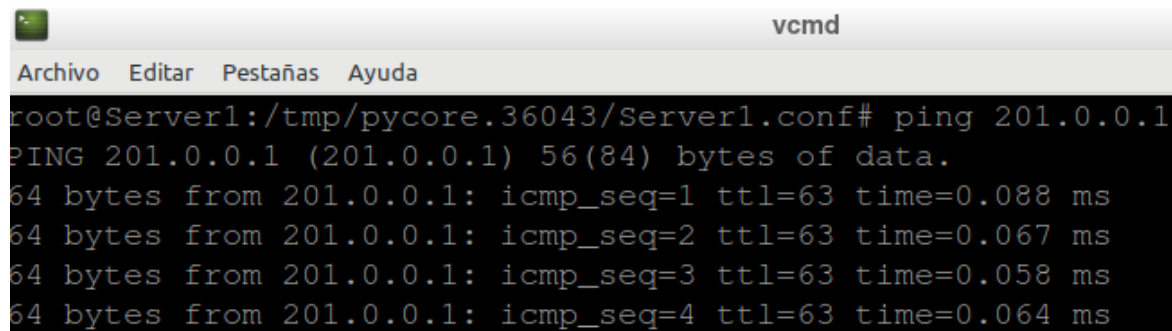 vcmd
Archivo Editar Pestañas Ayuda
root@Server1:/tmp/pycore.36043/Server1.conf# ping 201.0.0.1
PING 201.0.0.1 (201.0.0.1) 56(84) bytes of data.
64 bytes from 201.0.0.1: icmp_seq=1 ttl=63 time=0.088 ms
64 bytes from 201.0.0.1: icmp_seq=2 ttl=63 time=0.067 ms
64 bytes from 201.0.0.1: icmp_seq=3 ttl=63 time=0.058 ms
64 bytes from 201.0.0.1: icmp_seq=4 ttl=63 time=0.064 ms